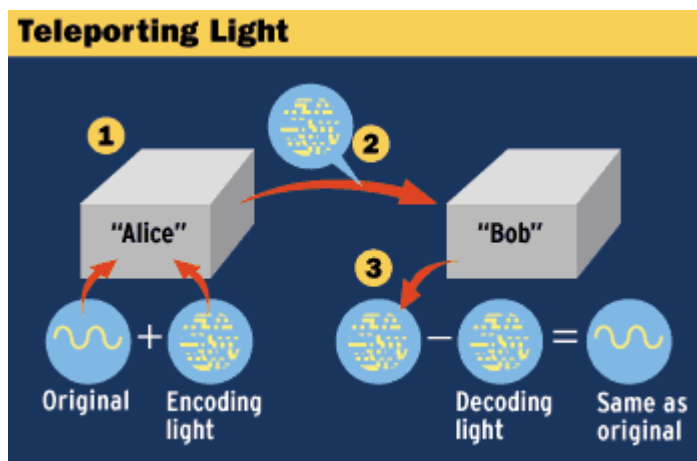 Teleporting Light
1
2
"Alice"
"Bob"
3
+
–
=
Original
Encoding
light
Decoding
light
Same as
original